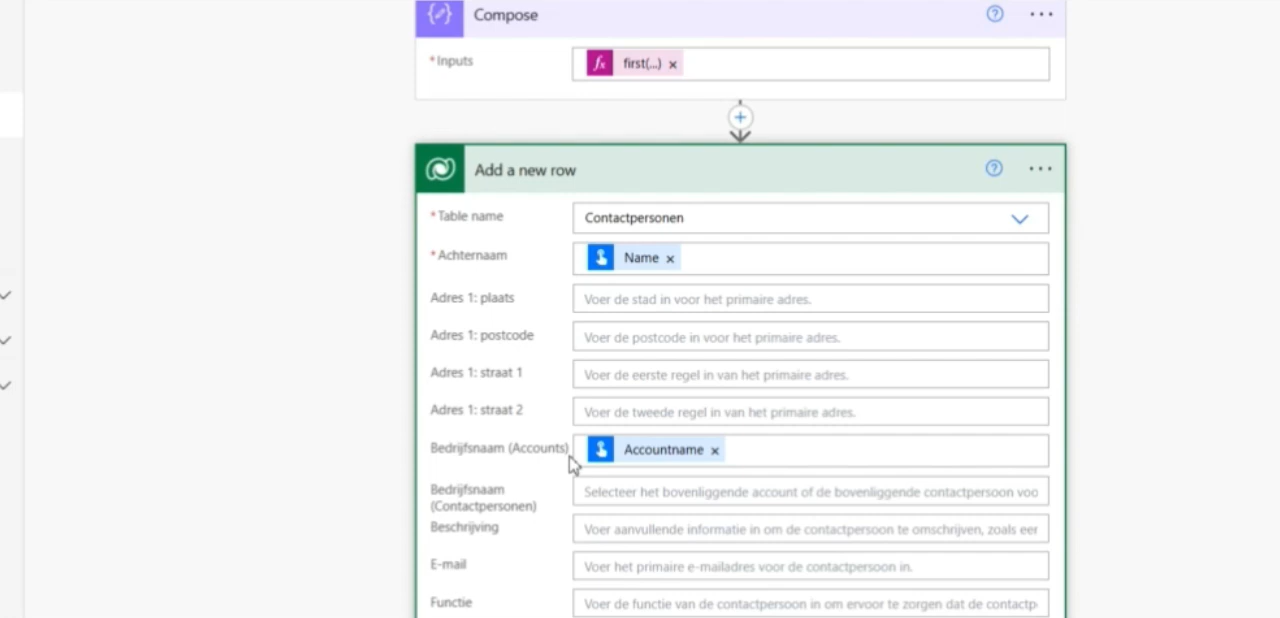 Compose
*Inputs
fx first(...) ×
Add a new row
*Table name
Contactpersonen
*Achternaam
Name ×
Adres 1: plaats
Voer de stad in voor het primaire adres.
Adres 1: postcode
Voer de postcode in voor het primaire adres.
Adres 1: straat 1
Voer de eerste regel in van het primaire adres.
Adres 1: straat 2
Voer de tweede regel in van het primaire adres.
Bedrijfsnaam (Accounts)
Accountname ×
Bedrijfsnaam
(Contactpersonen)
Selecteer het bovenliggende account of de bovenliggende contactpersoon voo
Beschrijving
Voer aanvullende informatie in om de contactpersoon te omschrijven, zoals eer
E-mail
Voer het primaire e-mailadres voor de contactpersoon in.
Functie
Voer de functie van de contactpersoon in om ervoor te zorgen dat de contactp